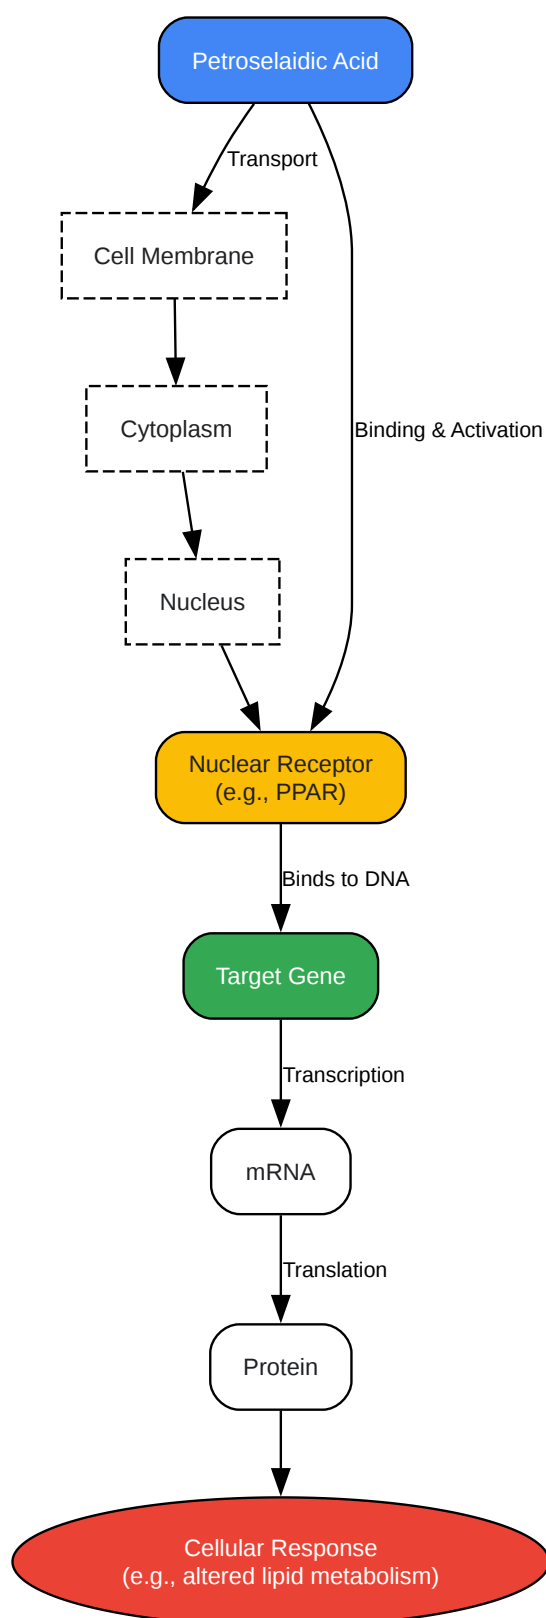 Petroselaidic Acid
Transport
Cell Membrane
Cytoplasm
Binding & Activation
Nucleus
Nuclear Receptor
(e.g., PPAR)
Binds to DNA
Target Gene
Transcription
mRNA
Translation
Protein
Cellular Response
(e.g., altered lipid metabolism)